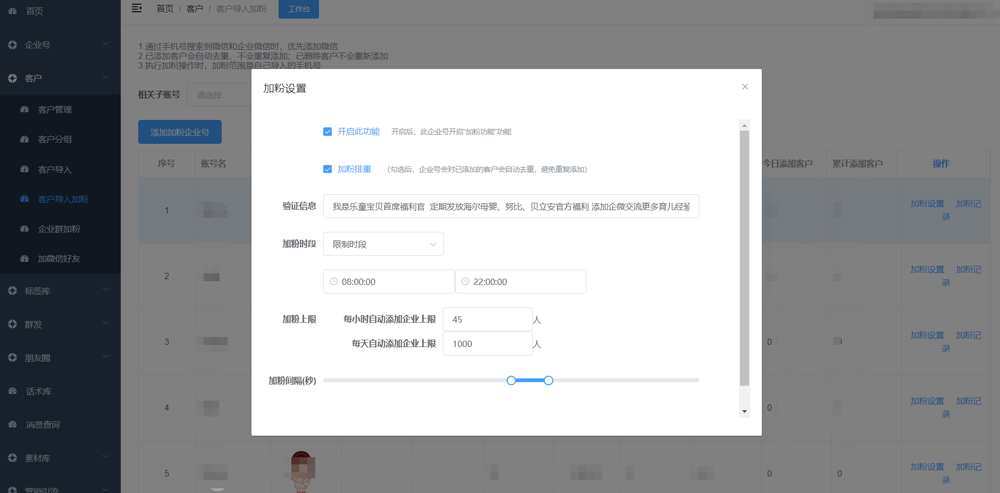 首页
企业号
客户
客户管理
客户分组
客户导入
客户导入加粉
企业群加粉
加微信好友
标签库
群发
朋友圈
话术库
消息查询
素材库
营销引流
首页 / 客户 / 客户导入加粉
工作台
1.通过手机号搜索到微信和企业微信时，优先添加微信
2.已添加客户会自动去重，不会重复添加；已删除客户不会重新添加
3.执行加粉操作时，加粉范围是自己导入的手机号
相关子账号 请选择
添加加粉企业号
序号 账号名 今日添加客户 累计添加客户 操作
1 加粉设置 加粉记
录
2 加粉设置 加粉记
录
3 0 加粉设置 加粉记
录
4 0 加粉设置 加粉记
录
5 0 0 加粉设置 加粉记
录
加粉设置
开启此功能 开启后，此企业号开启“加粉功能”功能
加粉排重 （勾选后，企业号会对已添加的客户会自动去重，避免重复添加）
验证信息 我是乐童宝贝首席福利官 定期发放海尔母婴、努比、贝立安官方福利 添加企微交流更多育儿经验
加粉时段 限制时段
08:00:00 22:00:00
加粉上限 每小时自动添加企业上限 45 人
每天自动添加企业上限 1000 人
加粉间隔(秒)